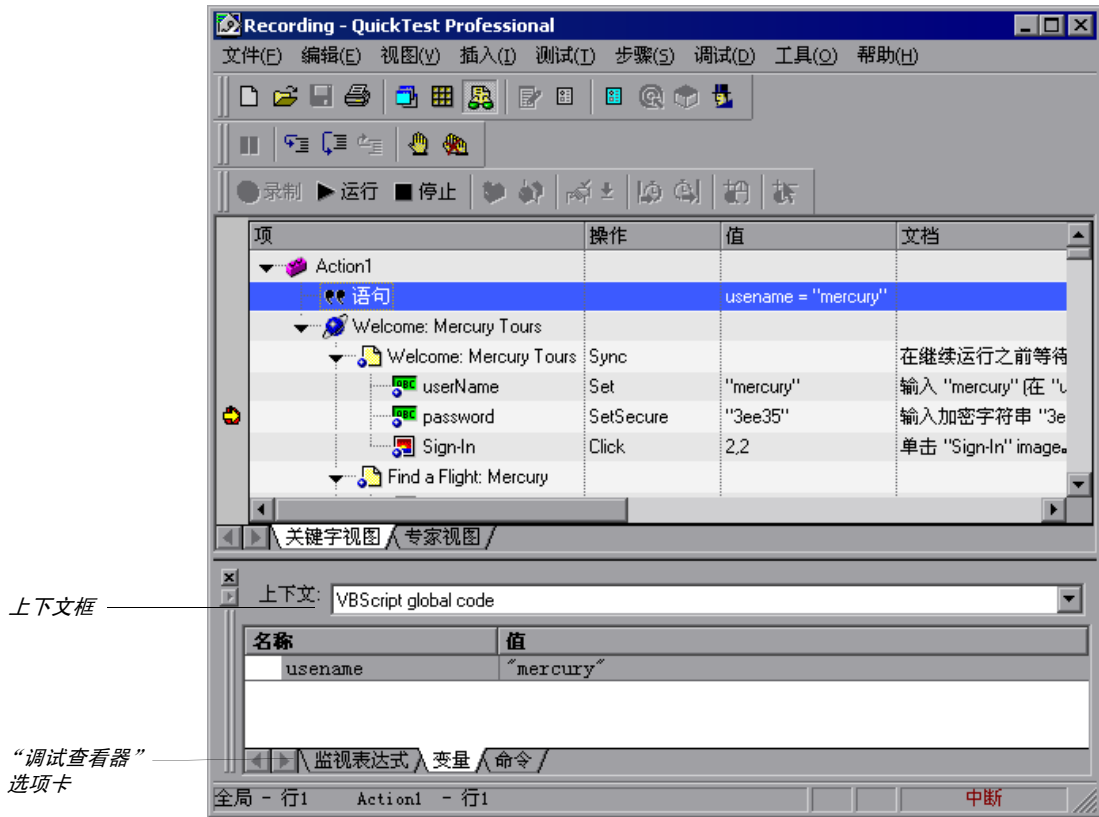 Recording - QuickTest Professional
文件(F) 编辑(E) 视图(V) 插入(I) 测试(T) 步骤(S) 调试(D) 工具(O) 帮助(H)
录制 运行 停止
项 操作 值 文档
Action1
语句 usename = "mercury"
Welcome: Mercury Tours
Welcome: Mercury Tours Sync 在继续运行之前等待
userName Set "mercury" 输入 "mercury" (在 "u
password SetSecure "3ee35" 输入加密字符串 "3e
Sign-In Click 2,2 单击 "Sign-In" image。
Find a Flight: Mercury
关键字视图 专家视图
上下文框
上下文: VBScript global code
名称 值
usename "mercury"
“调试查看器”
选项卡
监视表达式 变量 命令
全局 - 行1 Action1 - 行1 中断